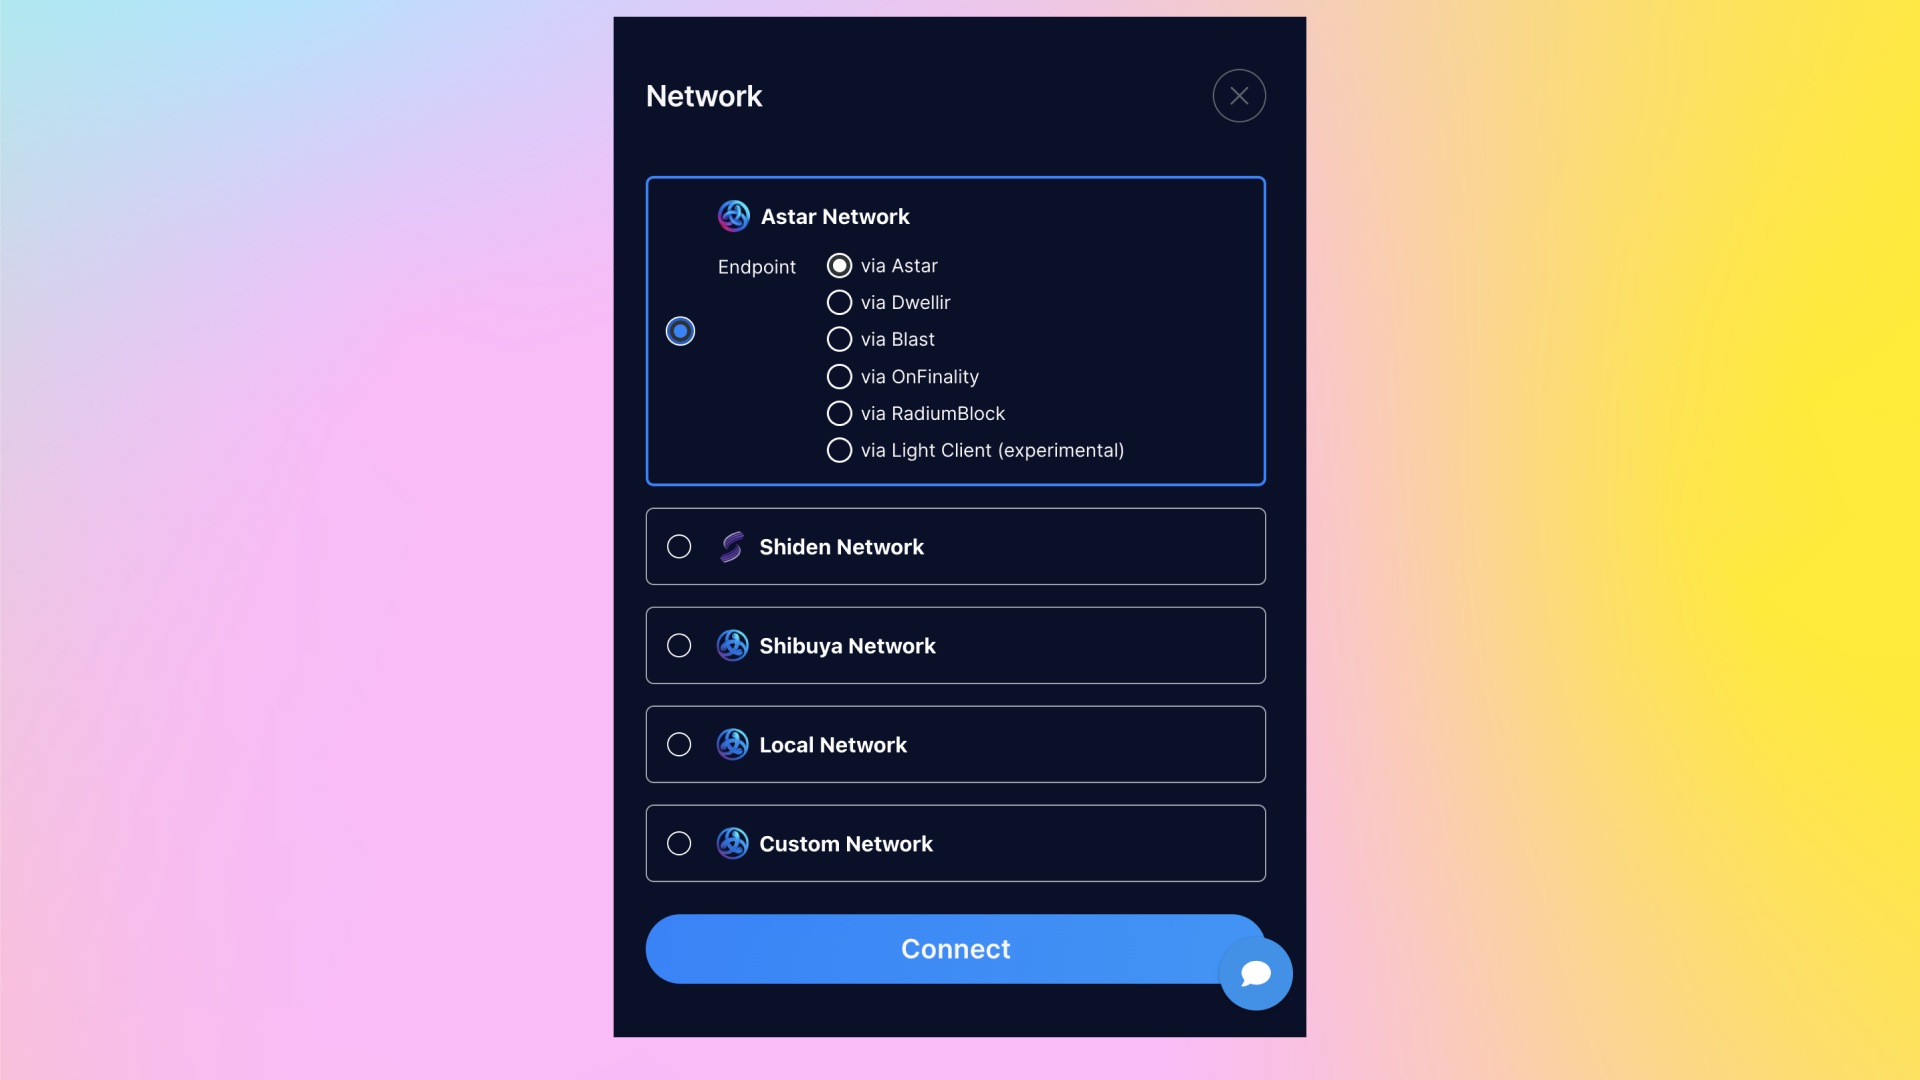 Network
Astar Network
Endpoint
via Astar
via Dwellir
via Blast
via OnFinality
via RadiumBlock
via Light Client (experimental)
Shiden Network
Shibuya Network
Local Network
Custom Network
Connect